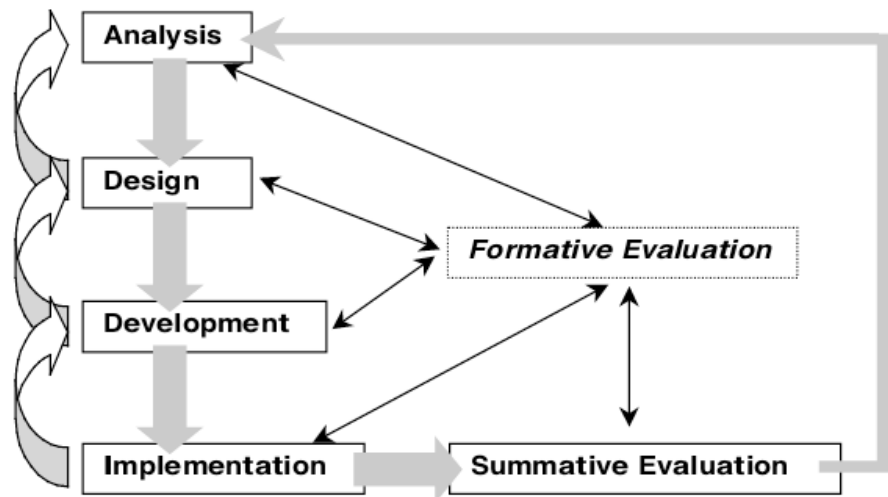 Analysis
Design
Formative Evaluation
Development
Implementation
Summative Evaluation